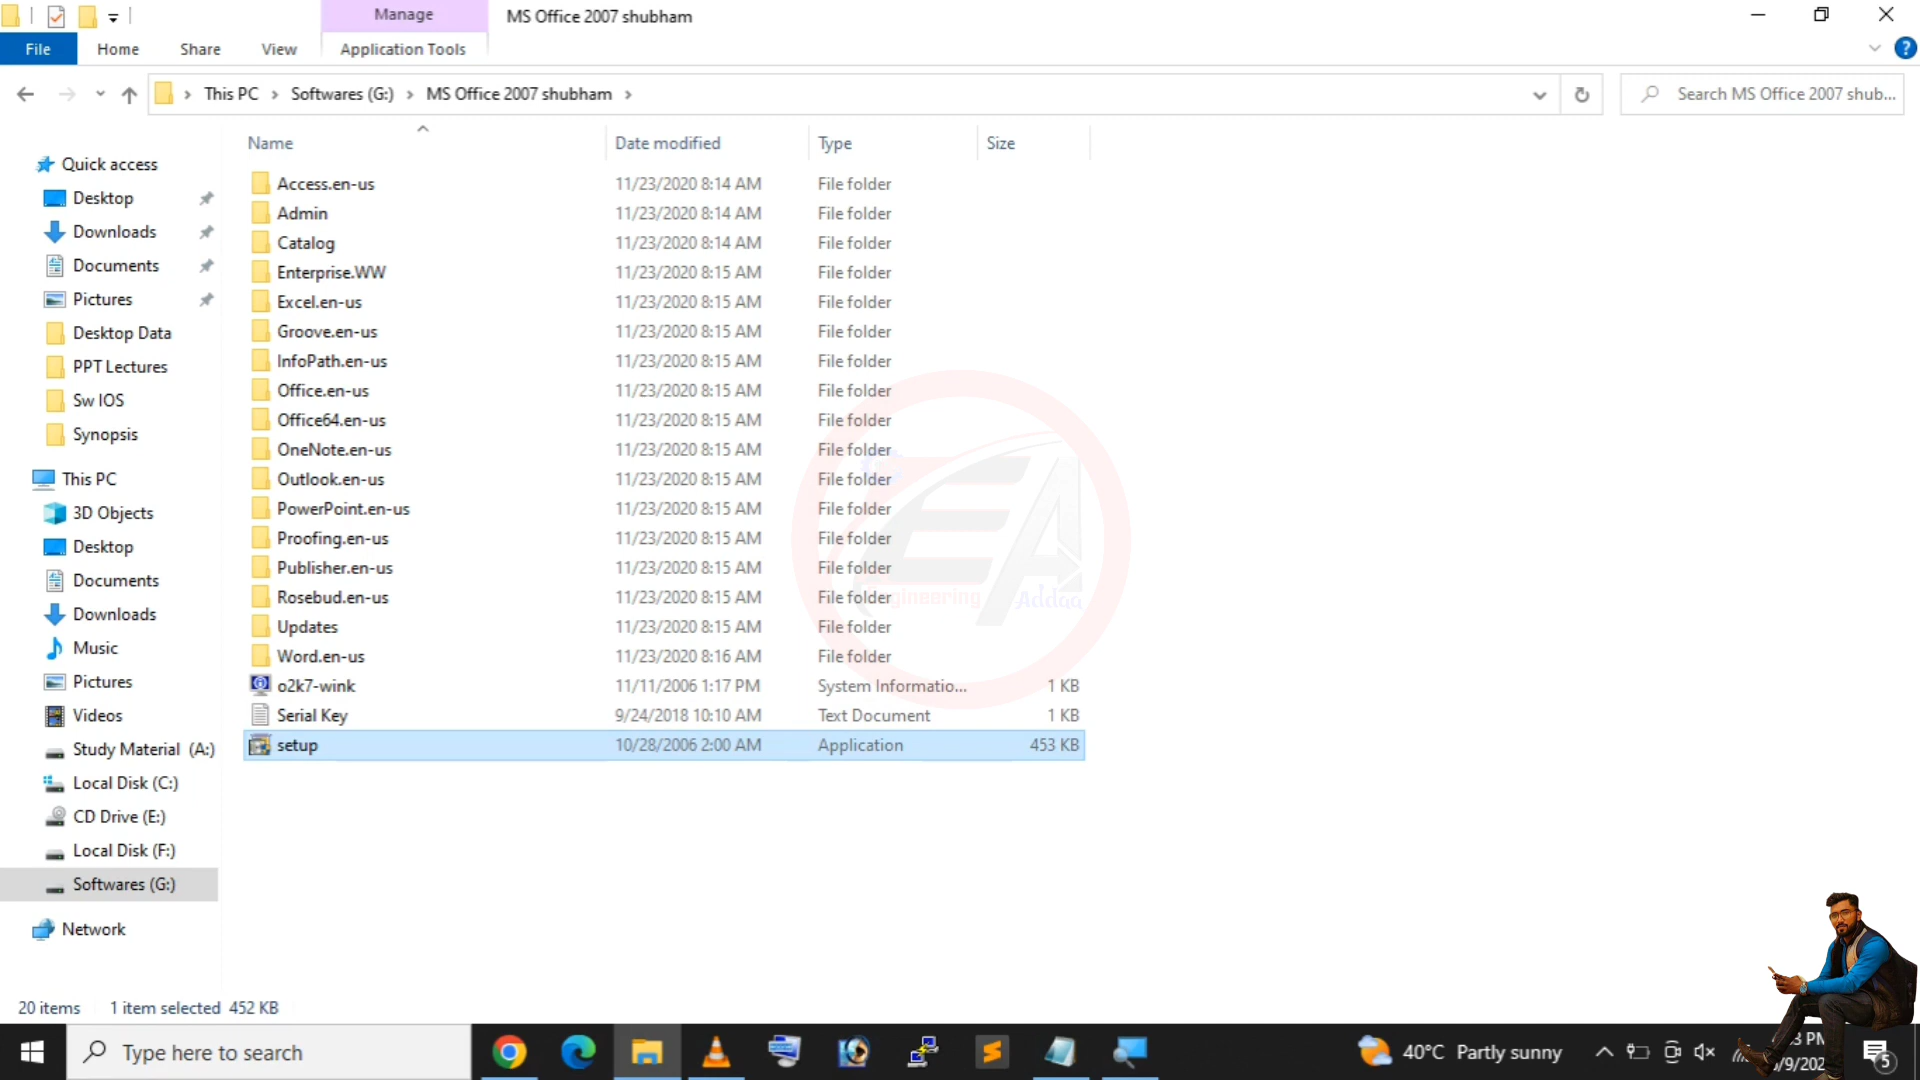 Manage
MS Office 2007 shubham
File
Home
Share
View
Application Tools
This PC
Softwares (G:)
MS Office 2007 shubham
Search MS Office 2007 shub...
Name
Date modified
Type
Size
Quick access
Desktop
Downloads
Documents
Pictures
Desktop Data
PPT Lectures
Sw IOS
Synopsis
This PC
3D Objects
Desktop
Documents
Downloads
Music
Pictures
Videos
Study Material (A:)
Local Disk (C:)
CD Drive (E:)
Local Disk (F:)
Softwares (G:)
Network
Access.en-us 11/23/2020 8:14 AM File folder
Admin 11/23/2020 8:14 AM File folder
Catalog 11/23/2020 8:14 AM File folder
Enterprise.WW 11/23/2020 8:15 AM File folder
Excel.en-us 11/23/2020 8:15 AM File folder
Groove.en-us 11/23/2020 8:15 AM File folder
InfoPath.en-us 11/23/2020 8:15 AM File folder
Office.en-us 11/23/2020 8:15 AM File folder
Office64.en-us 11/23/2020 8:15 AM File folder
OneNote.en-us 11/23/2020 8:15 AM File folder
Outlook.en-us 11/23/2020 8:15 AM File folder
PowerPoint.en-us 11/23/2020 8:15 AM File folder
Proofing.en-us 11/23/2020 8:15 AM File folder
Publisher.en-us 11/23/2020 8:15 AM File folder
Rosebud.en-us 11/23/2020 8:15 AM File folder
Updates 11/23/2020 8:15 AM File folder
Word.en-us 11/23/2020 8:16 AM File folder
o2k7-wink 11/11/2006 1:17 PM System Informatio... 1 KB
Serial Key 9/24/2018 10:10 AM Text Document 1 KB
setup 10/28/2006 2:00 AM Application 453 KB
EA
Addaa
20 items
1 item selected 452 KB
Type here to search
40°C Partly sunny
5